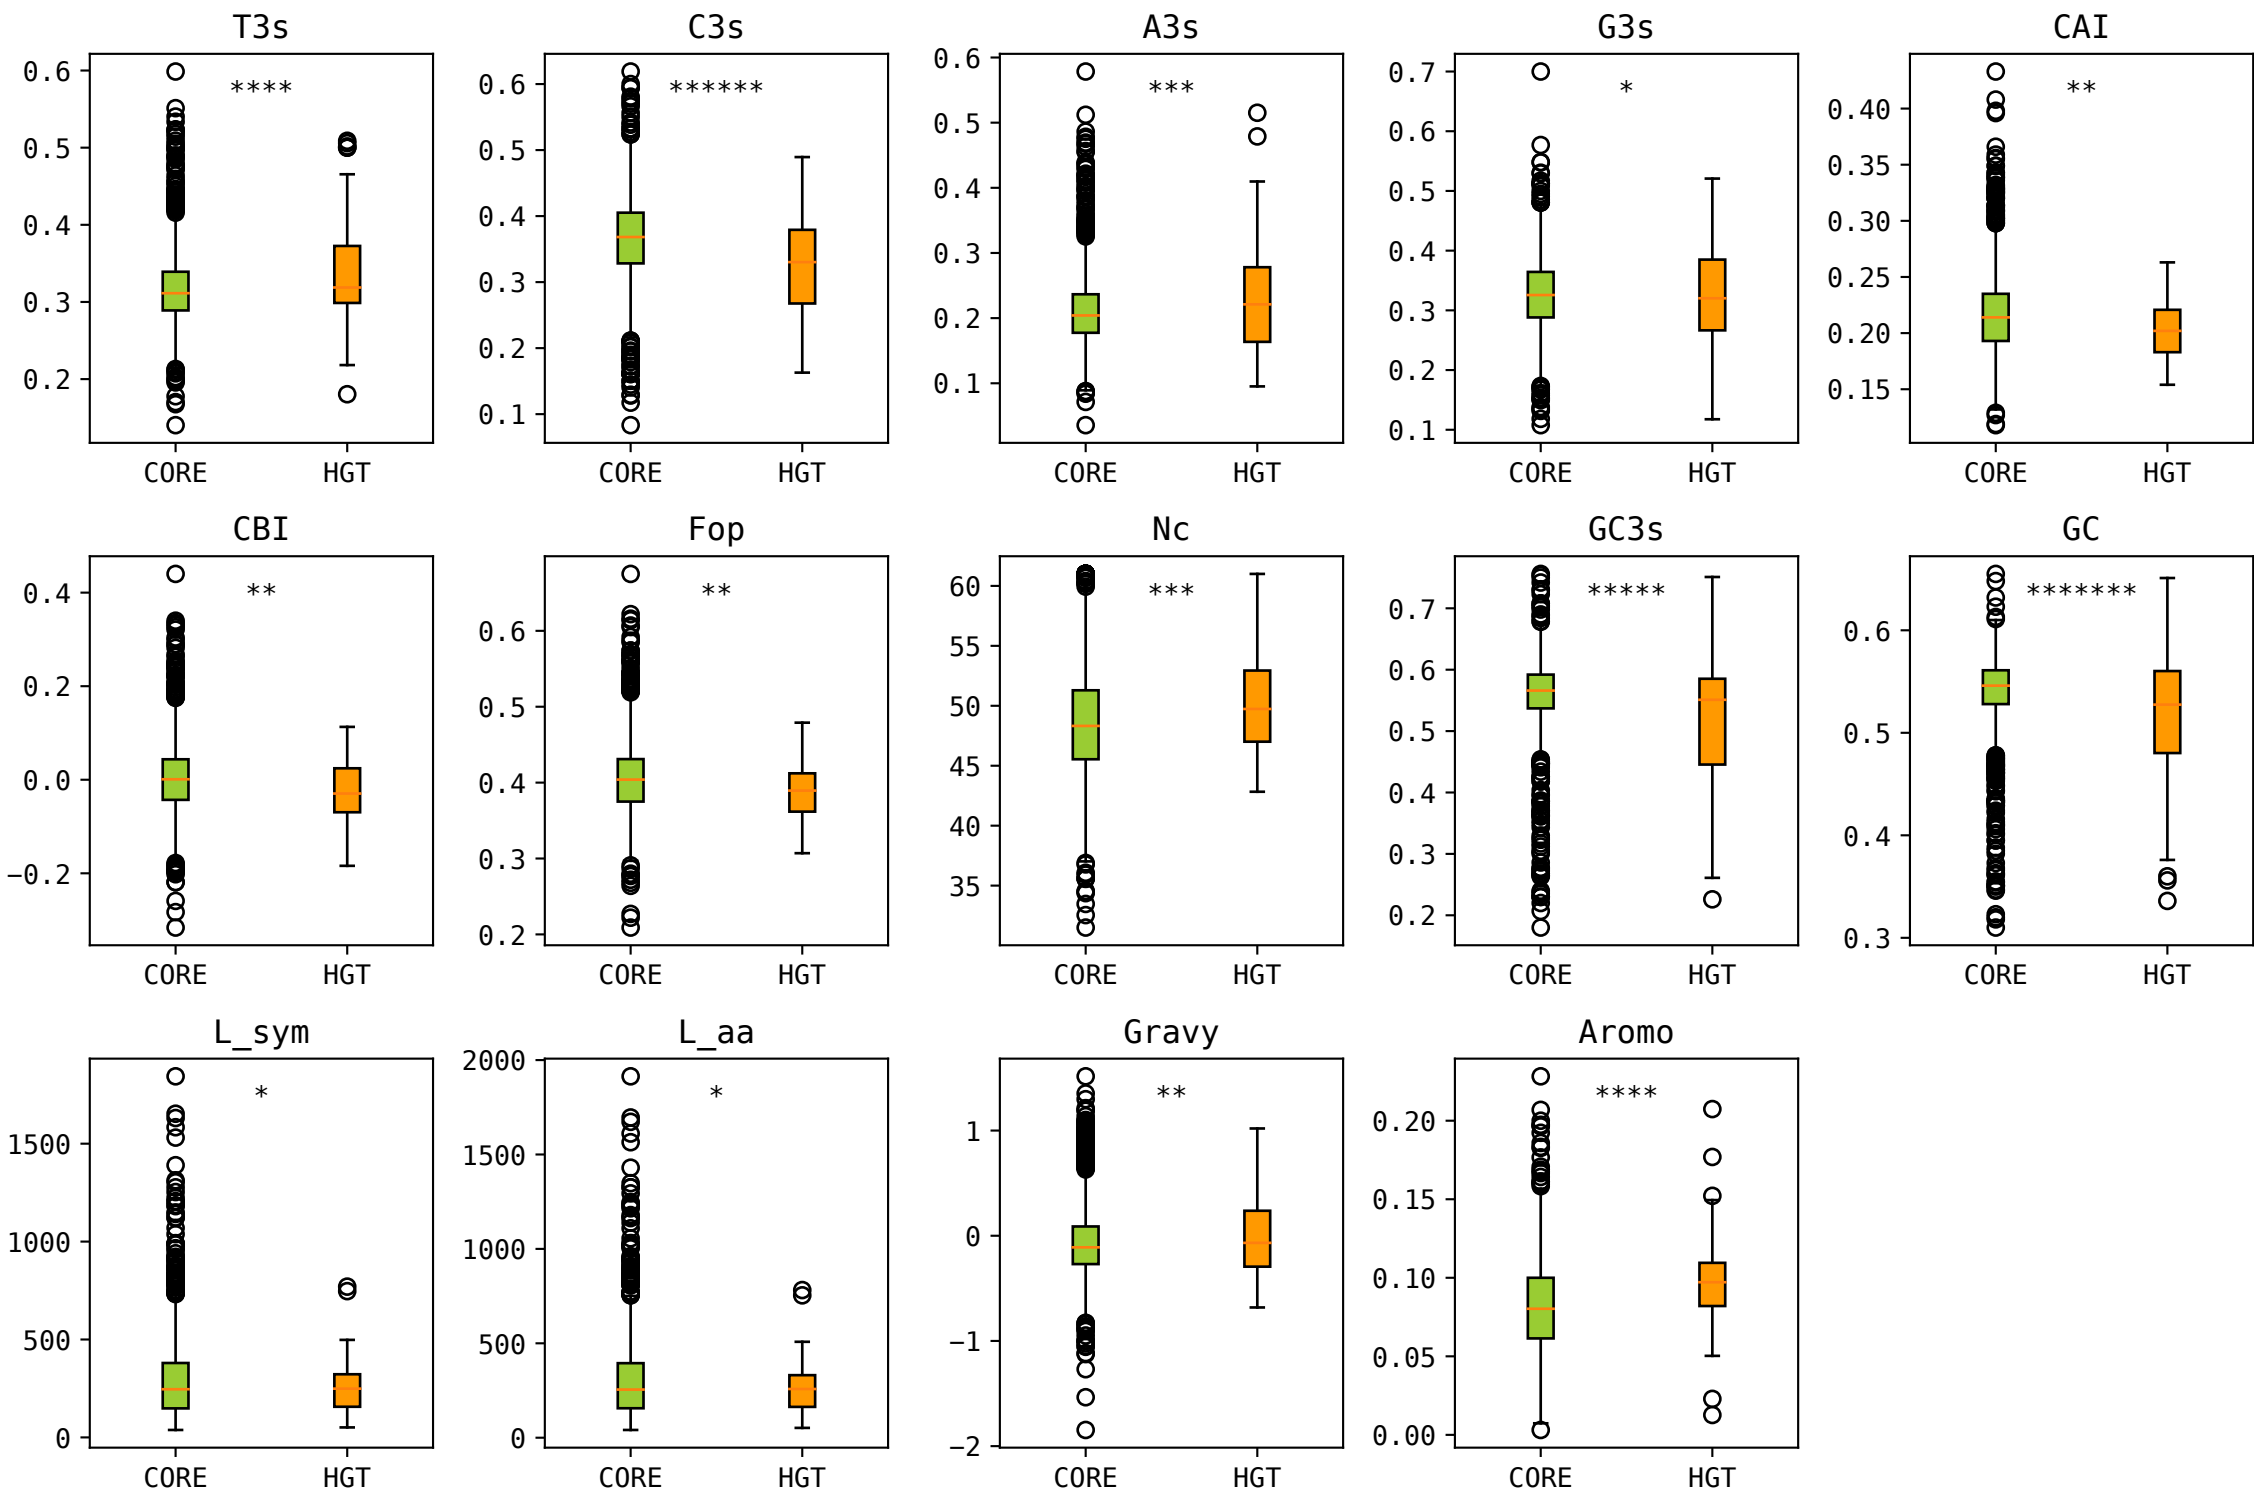 T3s C3s A3s G3s CAI
0.6 0.5 0.4 0.3 0.2 **** CORE HGT
0.6 0.5 0.4 0.3 0.2 0.1 ****** CORE HGT
0.6 0.5 0.4 0.3 0.2 0.1 *** CORE HGT
0.7 0.6 0.5 0.4 0.3 0.2 0.1 * CORE HGT
0.40 0.35 0.30 0.25 0.20 0.15 ** CORE HGT
CBI Fop Nc GC3s GC
0.4 0.2 0.0 −0.2 ** CORE HGT
0.6 0.5 0.4 0.3 0.2 ** CORE HGT
60 55 50 45 40 35 *** CORE HGT
0.7 0.6 0.5 0.4 0.3 0.2 ***** CORE HGT
0.6 0.5 0.4 0.3 ******* CORE HGT
L_sym L_aa Gravy Aromo
1500 1000 500 0 * CORE HGT
2000 1500 1000 500 0 * CORE HGT
1 0 −1 −2 ** CORE HGT
0.20 0.15 0.10 0.05 0.00 **** CORE HGT